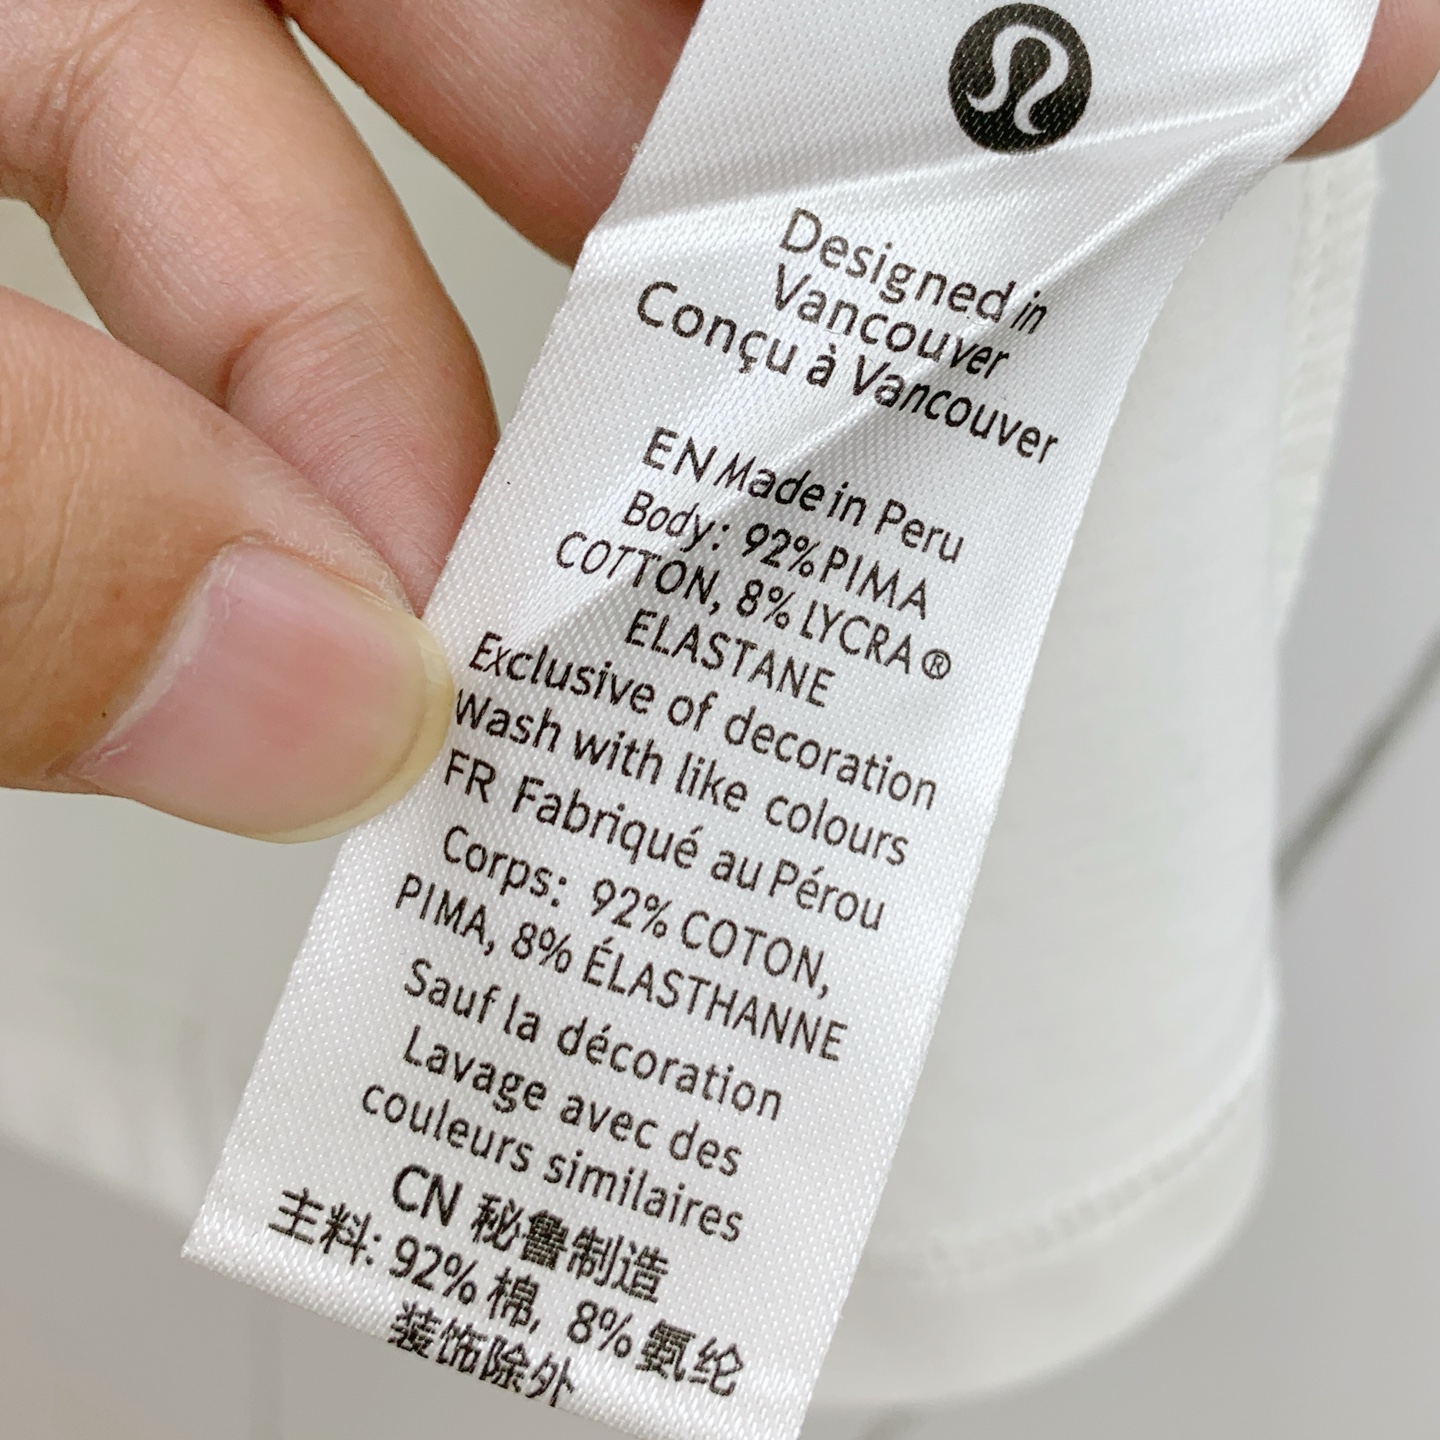 Designed in
Vancouver
Conçu à Vancouver
EN Made in Peru
Body: 92% PIMA
COTTON, 8% LYCRA®
ELASTANE
Exclusive of decoration
Wash with like colours
FR Fabriqué au Pérou
Corps: 92% COTON,
PIMA, 8% ÉLASTHANNE
Sauf la décoration
Lavage avec des
couleurs similaires
CN 秘鲁制造
主料: 92% 棉, 8% 氨纶
装饰除外